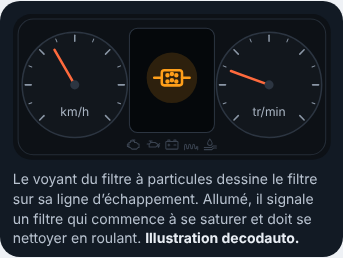 km/h
tr/min
Le voyant du filtre à particules dessine le filtre
sur sa ligne d’échappement. Allumé, il signale
un filtre qui commence à se saturer et doit se
nettoyer en roulant. Illustration decodauto.